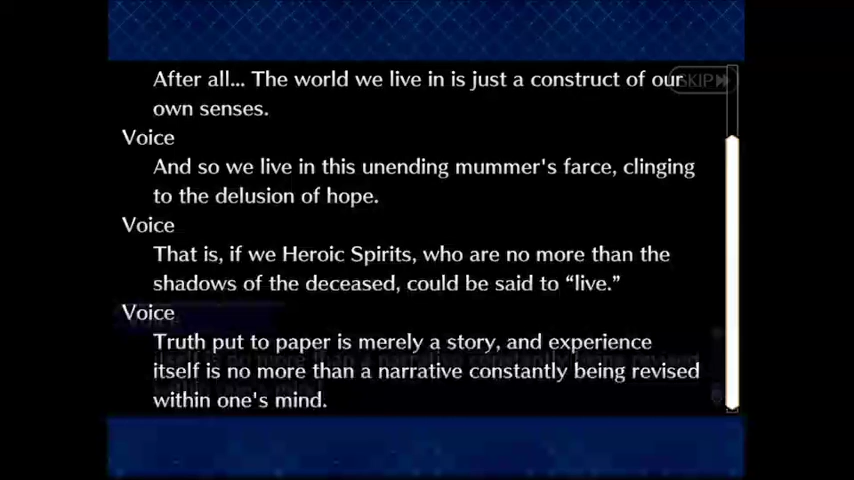 After all... The world we live in is just a construct of our
SKIP
own senses.
Voice
And so we live in this unending mummer's farce, clinging
to the delusion of hope.
Voice
That is, if we Heroic Spirits, who are no more than the
shadows of the deceased, could be said to “live.”
Voice
Truth put to paper is merely a story, and experience
itself is no more than a narrative constantly being revised
within one's mind.